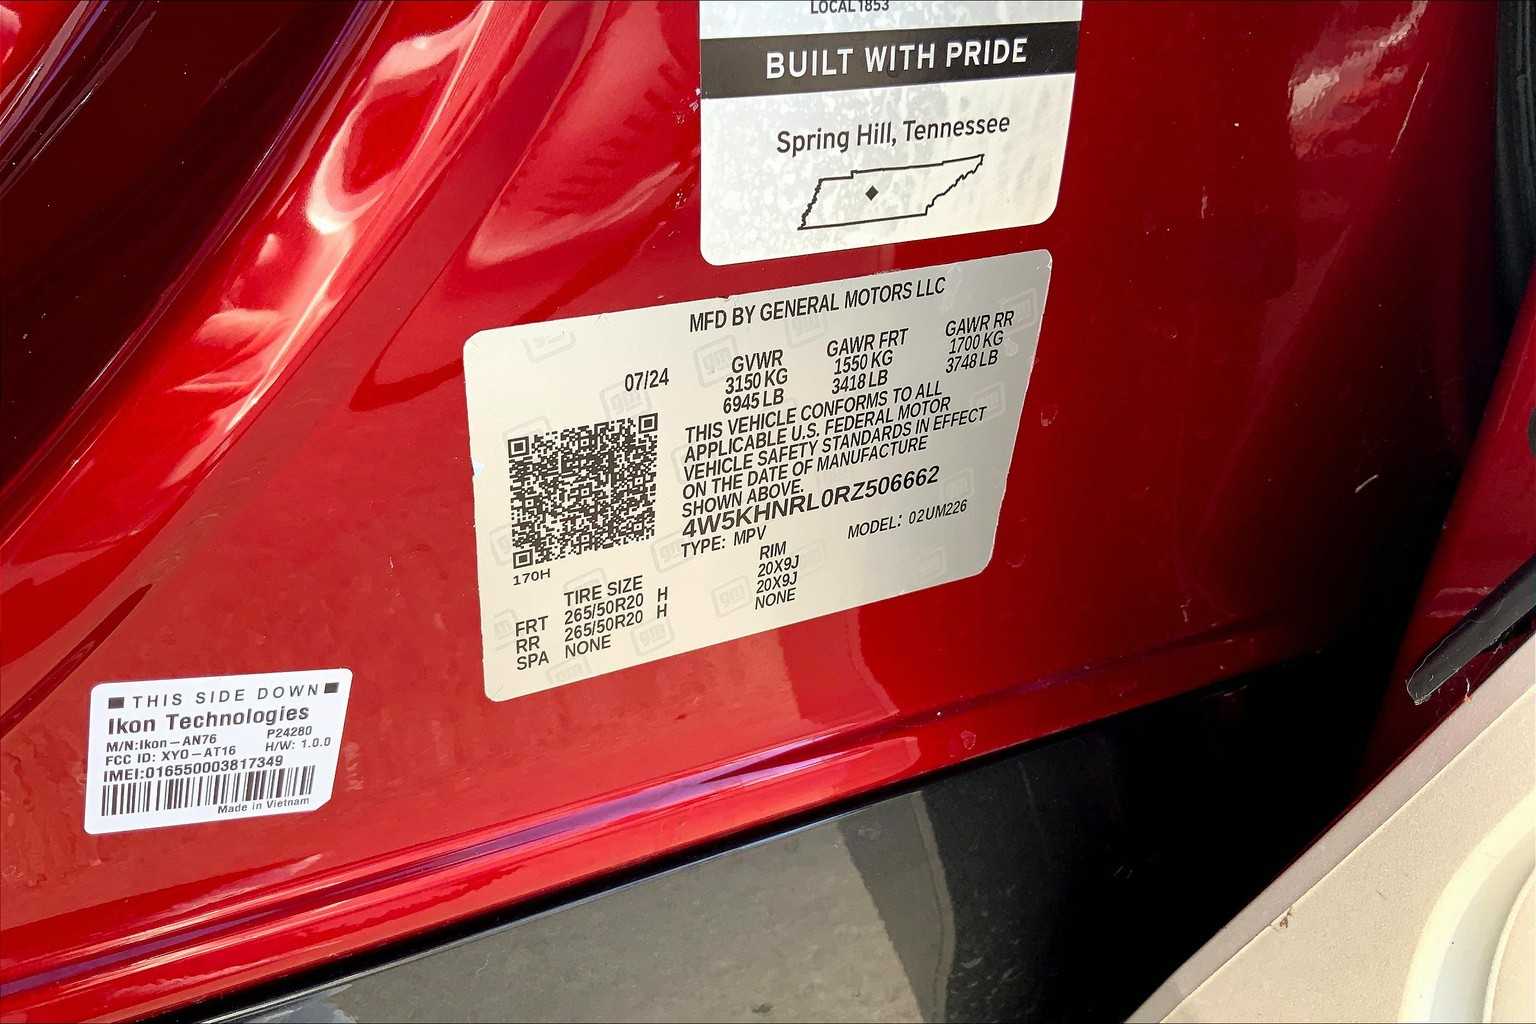 LOCAL 1853
BUILT WITH PRIDE
Spring Hill, Tennessee
MFD BY GENERAL MOTORS LLC
07/24
GVWR
3150 KG
6945 LB
GAWR FRT
1550 KG
3418 LB
GAWR RR
1700 KG
3748 LB
THIS VEHICLE CONFORMS TO ALL
APPLICABLE U.S. FEDERAL MOTOR
VEHICLE SAFETY STANDARDS IN EFFECT
ON THE DATE OF MANUFACTURE
SHOWN ABOVE.
4W5KHNRL0RZ506662
TYPE: MPV
MODEL: 02UM226
170H
TIRE SIZE
RIM
FRT 265/50R20 H 20X9J
RR 265/50R20 H 20X9J
SPA NONE NONE
THIS SIDE DOWN
Ikon Technologies
M/N:Ikon-AN76 P24280
FCC ID: XYO-AT16 H/W: 1.0.0
IMEI:016550003817349
Made in Vietnam